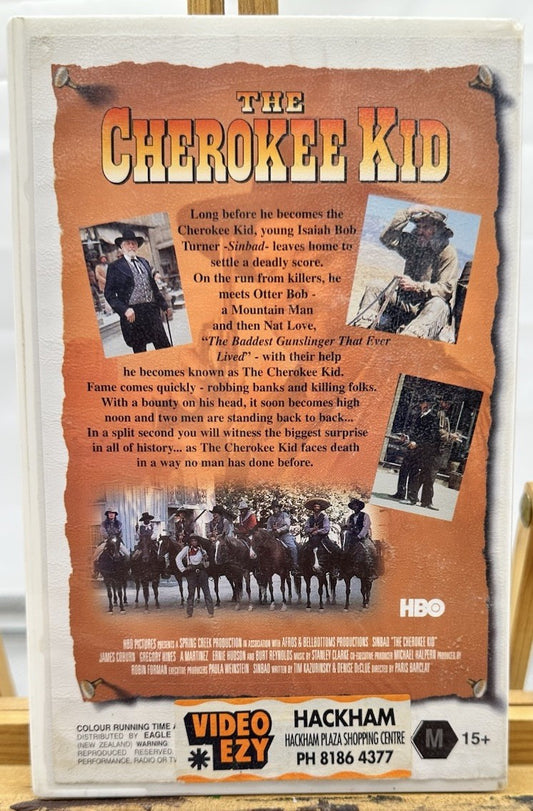 THE
CHEROKEE KID
Long before he becomes the
Cherokee Kid, young Isaiah Bob
Turner -Sinbad- leaves home to
settle a deadly score.
On the run from killers, he
meets Otter Bob -
a Mountain Man
and then Nat Love,
"The Baddest Gunslinger That Ever
Lived" - with their help
he becomes known as The Cherokee Kid.
Fame comes quickly - robbing banks and killing folks.
With a bounty on his head, it soon becomes high
noon and two men are standing back to back...
In a split second you will witness the biggest surprise
in all of history... as The Cherokee Kid faces death
in a way no man has done before.
HBO
HBO PICTURES PRESENTS A SPRING CREEK PRODUCTION IN ASSOCIATION WITH AFROS & BELLBOTTOMS PRODUCTIONS SINBAD "THE CHEROKEE KID"
JAMES COBURN GREGORY HINES A MARTINEZ ERNIE HUDSON AND BURT REYNOLDS MUSIC BY STANLEY CLARKE CO-EXECUTIVE PRODUCER MICHAEL HALPERN PRODUCED BY
ROBIN FORMAN EXECUTIVE PRODUCERS PAULA WEINSTEIN SINBAD WRITTEN BY TIM KAZURINSKY & DENISE DeCLUE DIRECTED BY PARIS BARCLAY
COLOUR RUNNING TIME
DISTRIBUTED BY EAGLE
(NEW ZEALAND) WARNING:
REPRODUCED RESERVED.
PERFORMANCE, RADIO OR
VIDEO
EZY
HACKHAM
HACKHAM PLAZA SHOPPING CENTRE
PH 8186 4377
M 15+